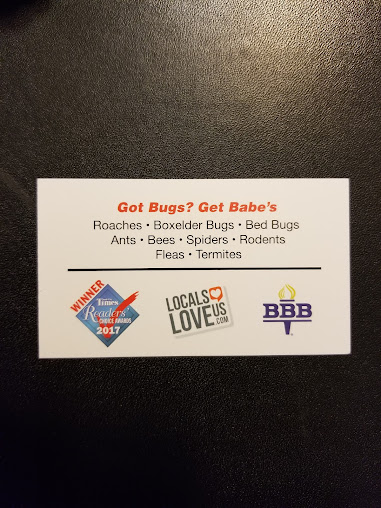 Got Bugs? Get Babe's
Roaches • Boxelder Bugs • Bed Bugs
Ants • Bees • Spiders • Rodents
Fleas • Termites
WINNER
Times
Readers'
CHOICE AWARDS
2017
LOCALS
LOVE US
.COM
BBB